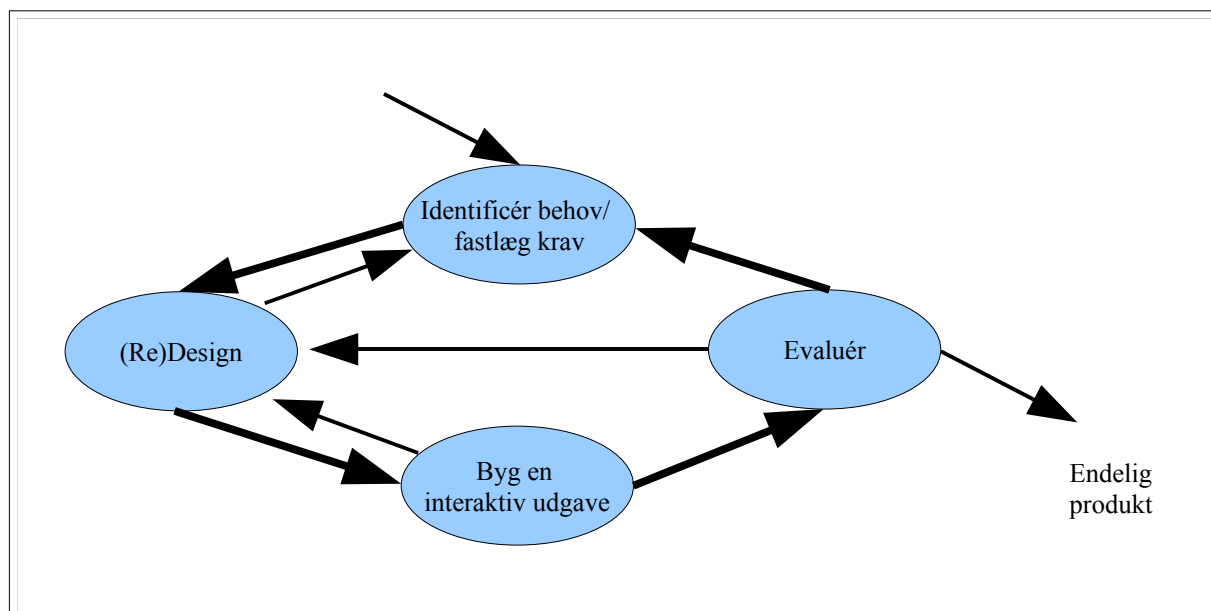 Identificér behov/
fastlæg krav
(Re)Design
Evaluér
Byg en
interaktiv udgave
Endelig
produkt